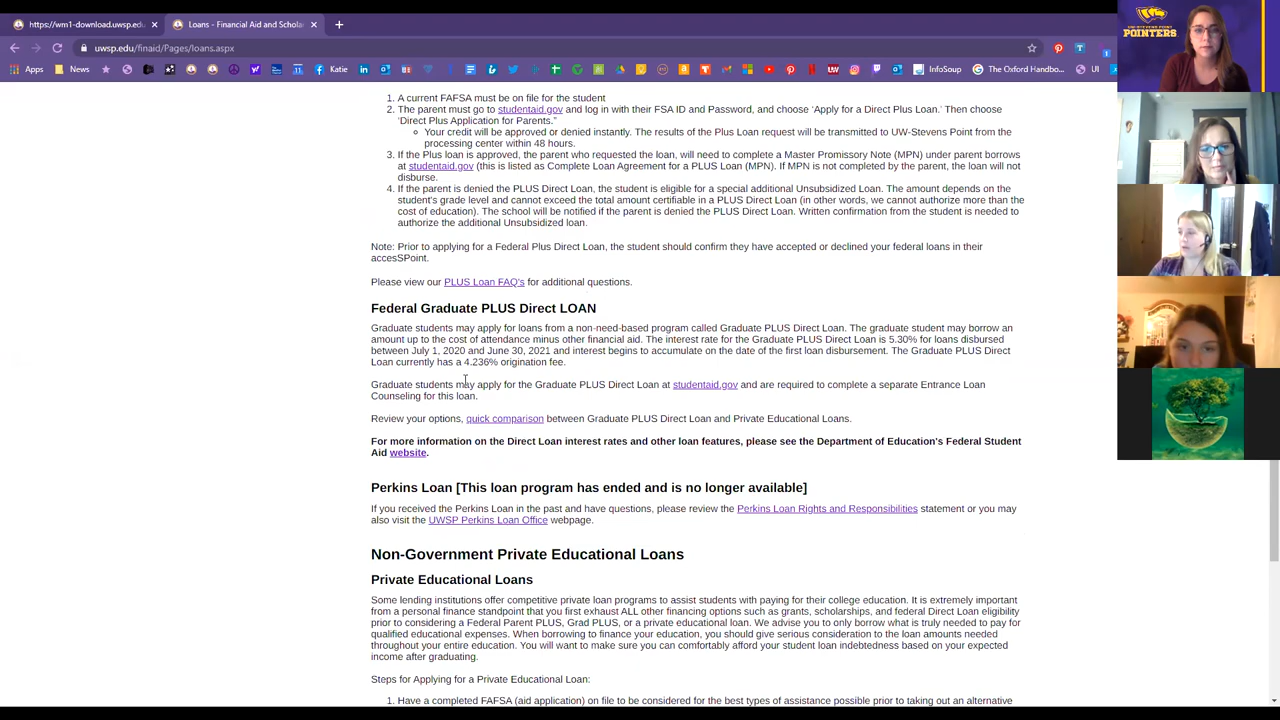 https://wm1-download.uwsp.edu
Loans - Financial Aid and Schola
uwsp.edu/finaid/Pages/loans.aspx
Apps News Katie InfoSoup The Oxford Handbo... UI
POINTERS
1. A current FAFSA must be on file for the student
2. The parent must go to studentaid.gov and log in with their FSA ID and Password, and choose 'Apply for a Direct Plus Loan.' Then choose
'Direct Plus Application for Parents."
Your credit will be approved or denied instantly. The results of the Plus Loan request will be transmitted to UW-Stevens Point from the
processing center within 48 hours.
3. If the Plus loan is approved, the parent who requested the loan, will need to complete a Master Promissory Note (MPN) under parent borrows
at studentaid.gov (this is listed as Complete Loan Agreement for a PLUS Loan (MPN). If MPN is not completed by the parent, the loan will not
disburse.
4. If the parent is denied the PLUS Direct Loan, the student is eligible for a special additional Unsubsidized Loan. The amount depends on the
student's grade level and cannot exceed the total amount certifiable in a PLUS Direct Loan (in other words, we cannot authorize more than the
cost of education). The school will be notified if the parent is denied the PLUS Direct Loan. Written confirmation from the student is needed to
authorize the additional Unsubsidized loan.
Note: Prior to applying for a Federal Plus Direct Loan, the student should confirm they have accepted or declined your federal loans in their
accesSPoint.
Please view our PLUS Loan FAQ's for additional questions.
Federal Graduate PLUS Direct LOAN
Graduate students may apply for loans from a non-need-based program called Graduate PLUS Direct Loan. The graduate student may borrow an
amount up to the cost of attendance minus other financial aid. The interest rate for the Graduate PLUS Direct Loan is 5.30% for loans disbursed
between July 1, 2020 and June 30, 2021 and interest begins to accumulate on the date of the first loan disbursement. The Graduate PLUS Direct
Loan currently has a 4.236% origination fee.
Graduate students may apply for the Graduate PLUS Direct Loan at studentaid.gov and are required to complete a separate Entrance Loan
Counseling for this loan.
Review your options, quick comparison between Graduate PLUS Direct Loan and Private Educational Loans.
For more information on the Direct Loan interest rates and other loan features, please see the Department of Education's Federal Student
Aid website.
Perkins Loan [This loan program has ended and is no longer available]
If you received the Perkins Loan in the past and have questions, please review the Perkins Loan Rights and Responsibilities statement or you may
also visit the UWSP Perkins Loan Office webpage.
Non-Government Private Educational Loans
Private Educational Loans
Some lending institutions offer competitive private loan programs to assist students with paying for their college education. It is extremely important
from a personal finance standpoint that you first exhaust ALL other financing options such as grants, scholarships, and federal Direct Loan eligibility
prior to considering a Federal Parent PLUS, Grad PLUS, or a private educational loan. We advise you to only borrow what is truly needed to pay for
qualified educational expenses. When borrowing to finance your education, you should give serious consideration to the loan amounts needed
throughout your entire education. You will want to make sure you can comfortably afford your student loan indebtedness based on your expected
income after graduating.
Steps for Applying for a Private Educational Loan:
1. Have a completed FAFSA (aid application) on file to be considered for the best types of assistance possible prior to taking out an alternative